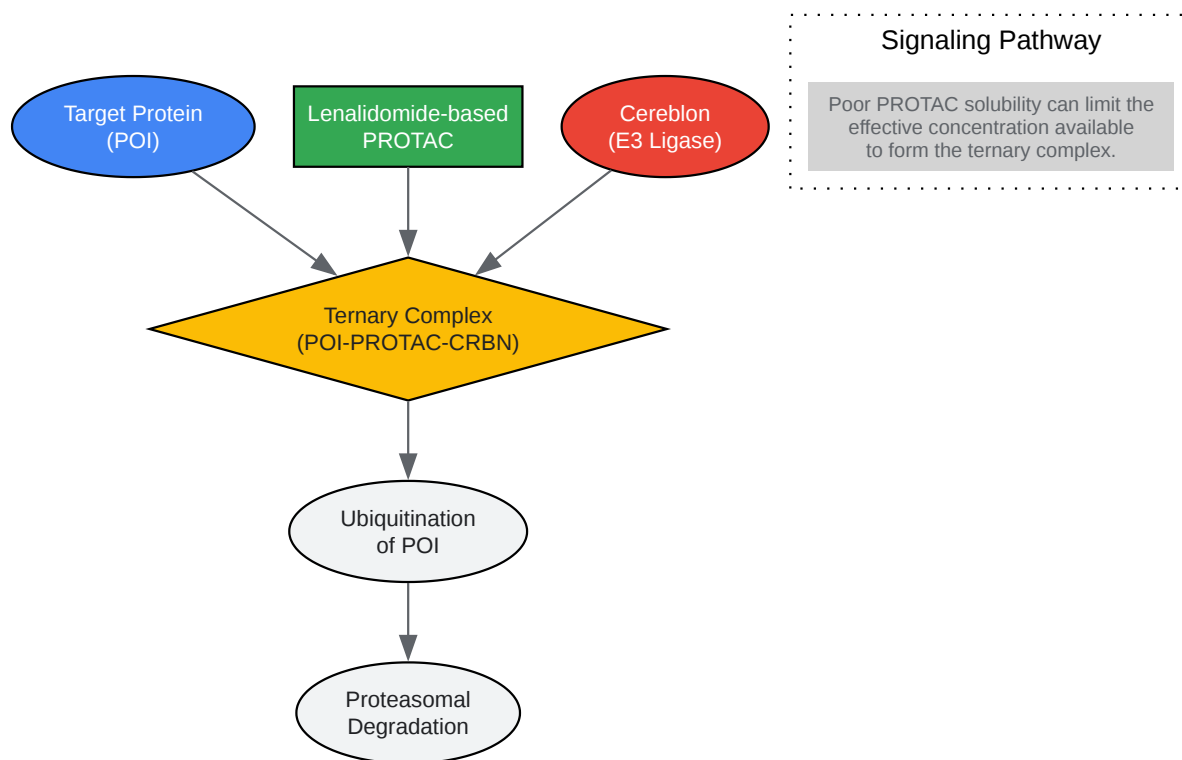 Signaling Pathway
Poor PROTAC solubility can limit the
effective concentration available
to form the ternary complex.
Target Protein
(POI)
Lenalidomide-based
PROTAC
Cereblon
(E3 Ligase)
Ternary Complex
(POI-PROTAC-CRBN)
Ubiquitination
of POI
Proteasomal
Degradation